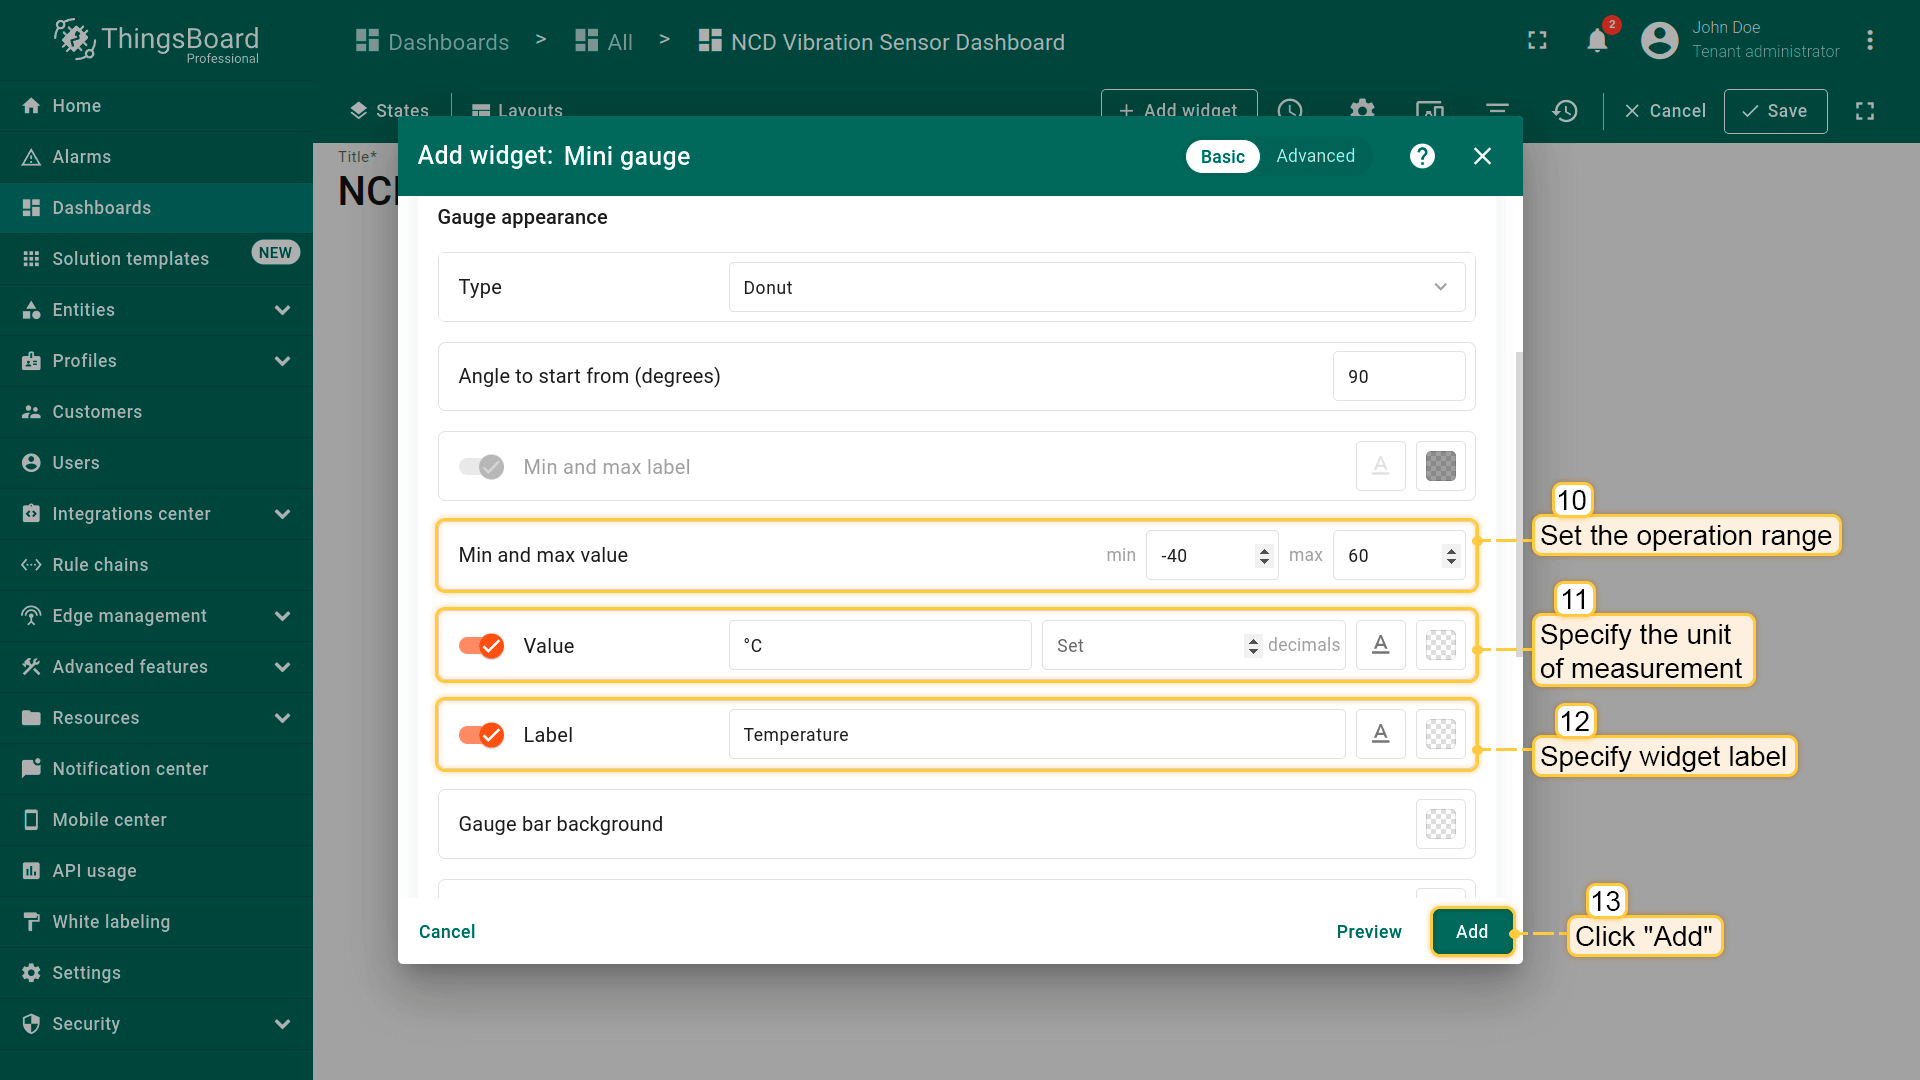 ThingsBoard
Professional
Dashboards > All > NCD Vibration Sensor Dashboard
2
John Doe
Tenant administrator
States
Layouts
+ Add widget
Cancel
Save
Home
Alarms
Dashboards
Solution templates
NEW
Entities
Profiles
Customers
Users
Integrations center
Rule chains
Edge management
Advanced features
Resources
Notification center
Mobile center
API usage
White labeling
Settings
Security
Title*
NC
Add widget: Mini gauge
Basic
Advanced
?
Gauge appearance
Type
Donut
Angle to start from (degrees)
90
Min and max label
A
Min and max value
min
-40
max
60
Value
°C
Set
decimals
A
Label
Temperature
A
Gauge bar background
Cancel
Preview
Add
10
Set the operation range
11
Specify the unit
of measurement
12
Specify widget label
13
Click "Add"